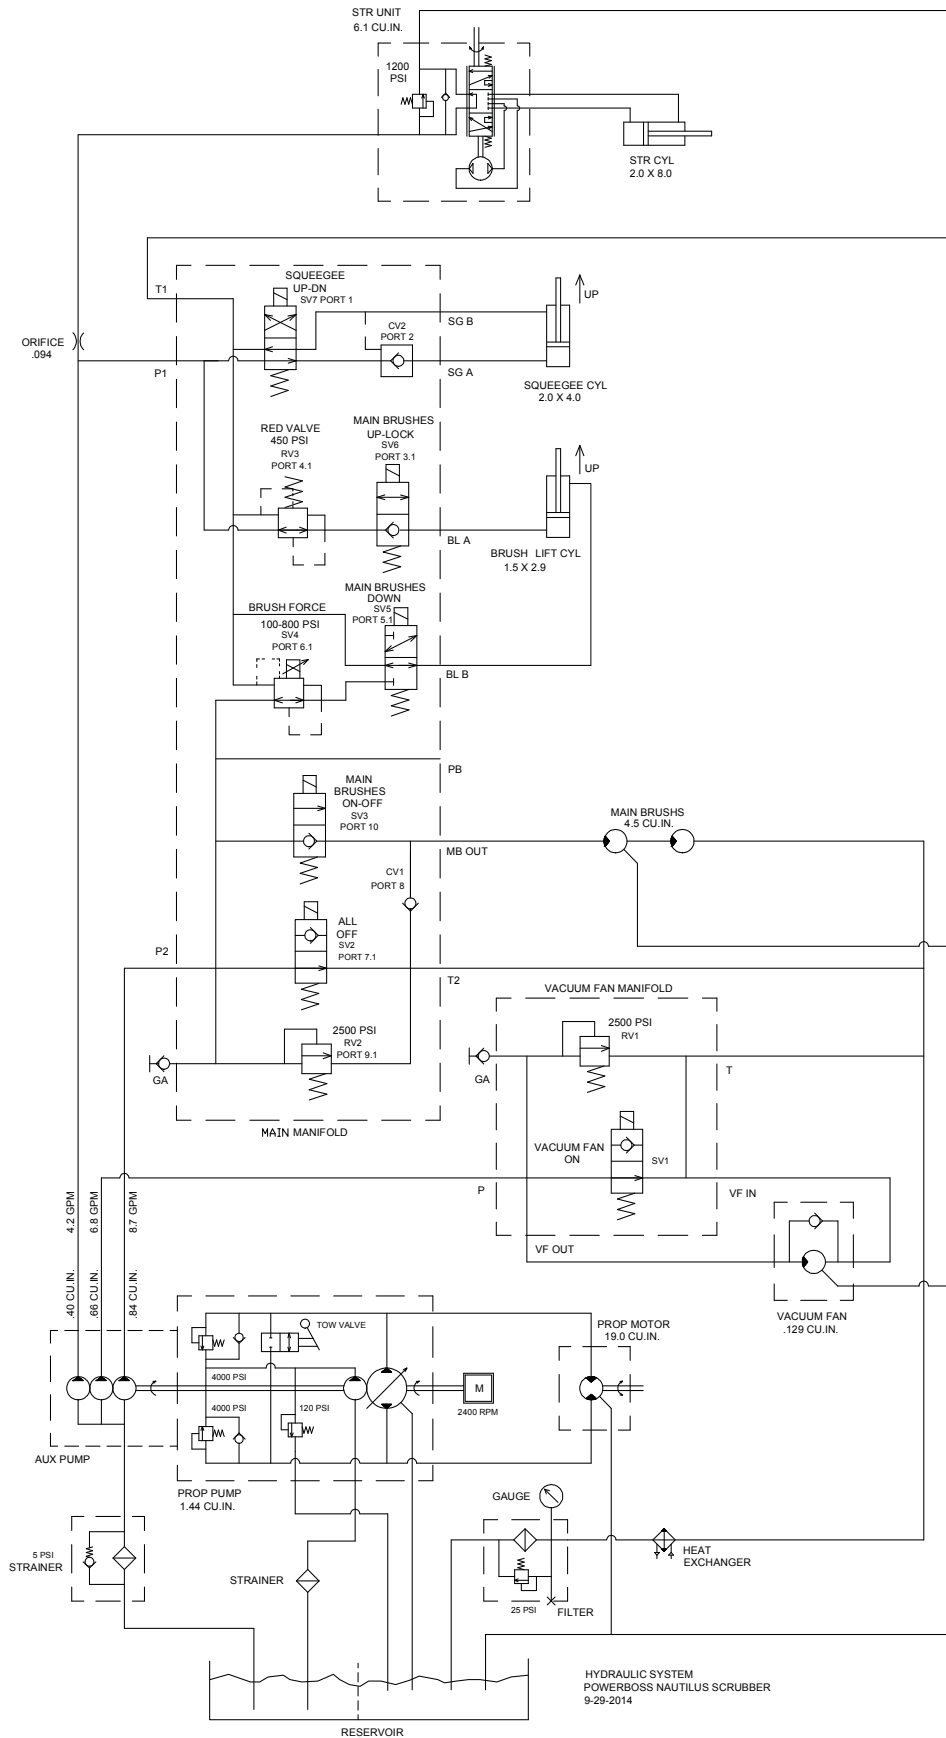 STR UNIT
6.1 CU.IN.
1200
PSI
STR CYL
2.0 X 8.0
SQUEEGEE
UP-DN
SV7 PORT 1
T1
SG B
UP
CV2
PORT 2
ORIFICE
.094
P1
SG A
SQUEEGEE CYL
2.0 X 4.0
RED VALVE
450 PSI
RV3
PORT 4.1
MAIN BRUSHES
UP-LOCK
SV6
PORT 3.1
UP
BL A
BRUSH LIFT CYL
1.5 X 2.9
MAIN BRUSHES
DOWN
SV5
PORT 5.1
BRUSH FORCE
100-800 PSI
SV4
PORT 6.1
BL B
PB
MAIN
BRUSHES
ON-OFF
SV3
PORT 10
MAIN BRUSHS
4.5 CU.IN.
MB OUT
CV1
PORT 8
ALL
OFF
SV2
PORT 7.1
P2
T2
VACUUM FAN MANIFOLD
2500 PSI
RV2
PORT 9.1
GA
2500 PSI
RV1
GA
T
MAIN MANIFOLD
VACUUM FAN
ON
SV1
P
VF IN
VF OUT
4.2 GPM
6.8 GPM
8.7 GPM
.40 CU.IN.
.66 CU.IN.
.84 CU.IN.
VACUUM FAN
.129 CU.IN.
TOW VALVE
PROP MOTOR
19.0 CU.IN.
4000 PSI
4000 PSI
120 PSI
M
2400 RPM
AUX PUMP
PROP PUMP
1.44 CU.IN.
GAUGE
5 PSI
STRAINER
STRAINER
HEAT
EXCHANGER
25 PSI
FILTER
HYDRAULIC SYSTEM
POWERBOSS NAUTILUS SCRUBBER
9-29-2014
RESERVOIR